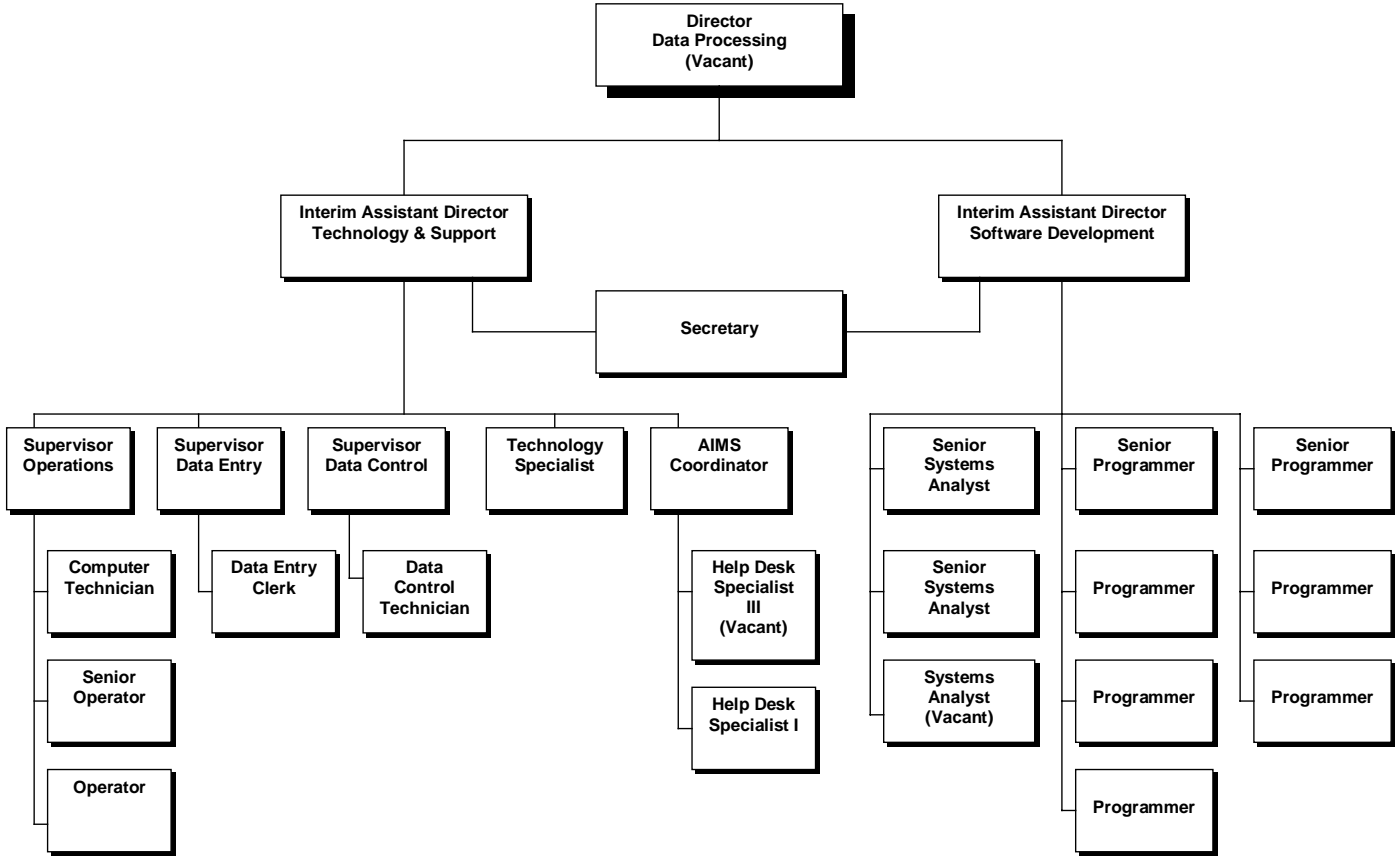 Director
Data Processing
(Vacant)
Interim Assistant Director
Technology & Support
Interim Assistant Director
Software Development
Secretary
Supervisor
Operations
Supervisor
Data Entry
Supervisor
Data Control
Technology
Specialist
AIMS
Coordinator
Senior
Systems
Analyst
Senior
Programmer
Senior
Programmer
Computer
Technician
Data Entry
Clerk
Data
Control
Technician
Help Desk
Specialist
III
(Vacant)
Senior
Systems
Analyst
Programmer
Programmer
Senior
Operator
Help Desk
Specialist I
Systems
Analyst
(Vacant)
Programmer
Programmer
Operator
Programmer